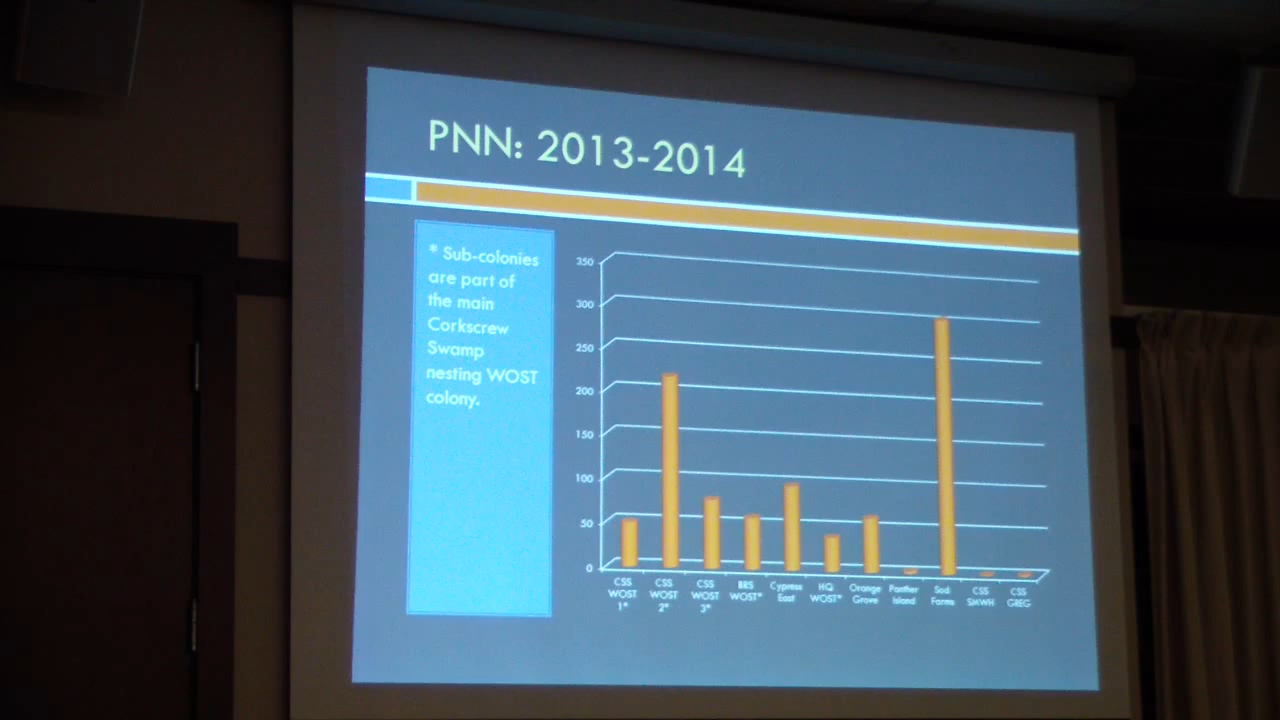 PNN: 2013-2014
* Sub-colonies
are part of
the main
Corkscrew
Swamp
nesting WOST
colony.
350
300
250
200
150
100
50
0
CSS
WOST
1*
CSS
WOST
2*
CSS
WOST
3*
BRS
WOST*
Cypress
East
HQ
WOST*
Orange
Grove
Panther
Island
Sod
Farms
CSS
SMWH
CSS
GREG